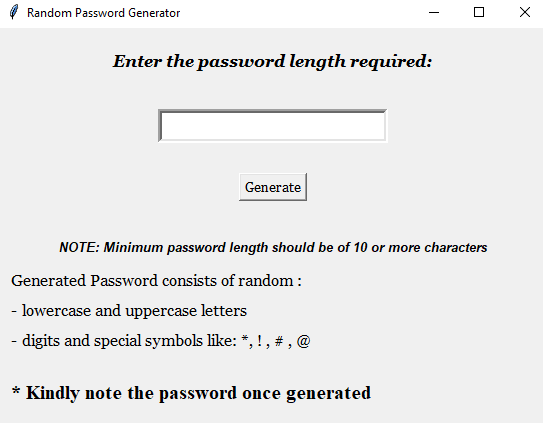 Random Password Generator
Enter the password length required:
Generate
NOTE: Minimum password length should be of 10 or more characters
Generated Password consists of random :
- lowercase and uppercase letters
- digits and special symbols like: *, ! , # , @
* Kindly note the password once generated